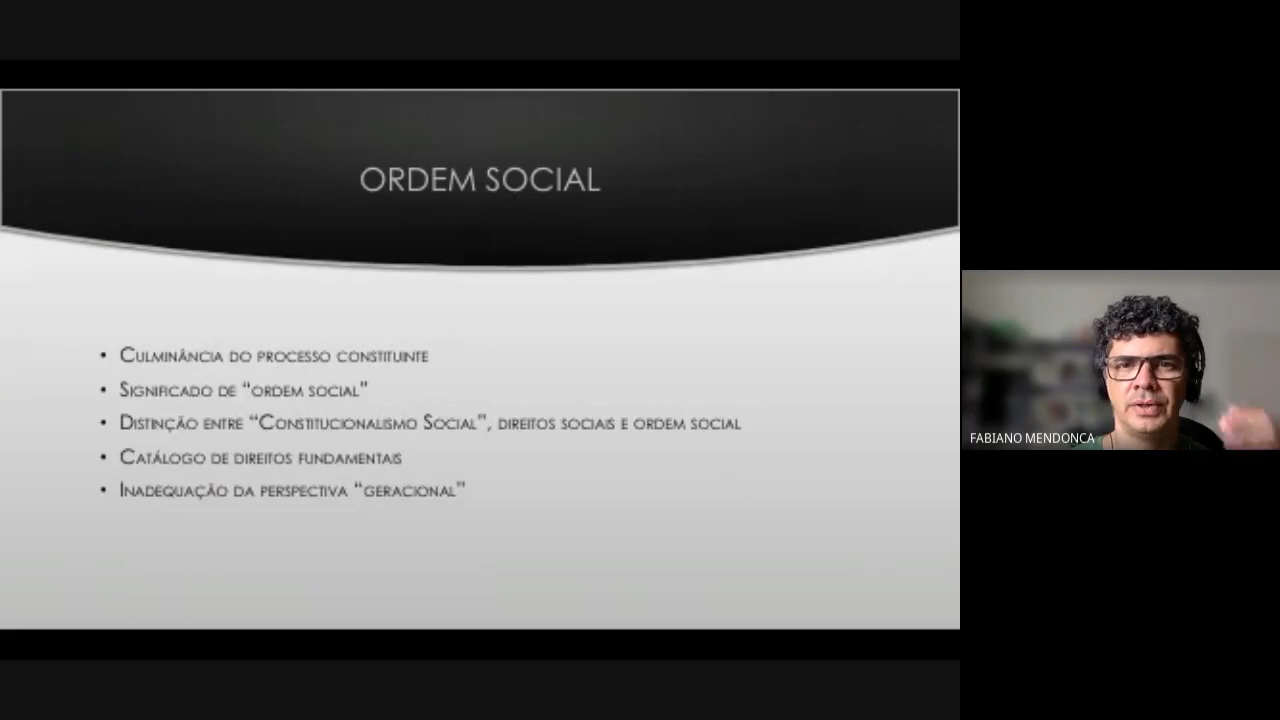 ORDEM SOCIAL
• Culminância do processo constituinte
• Significado de “ordem social”
• Distinção entre “Constitucionalismo Social”, direitos sociais e ordem social
• Catálogo de direitos fundamentais
• Inadequação da perspectiva “geracional”
FABIANO MENDONCA